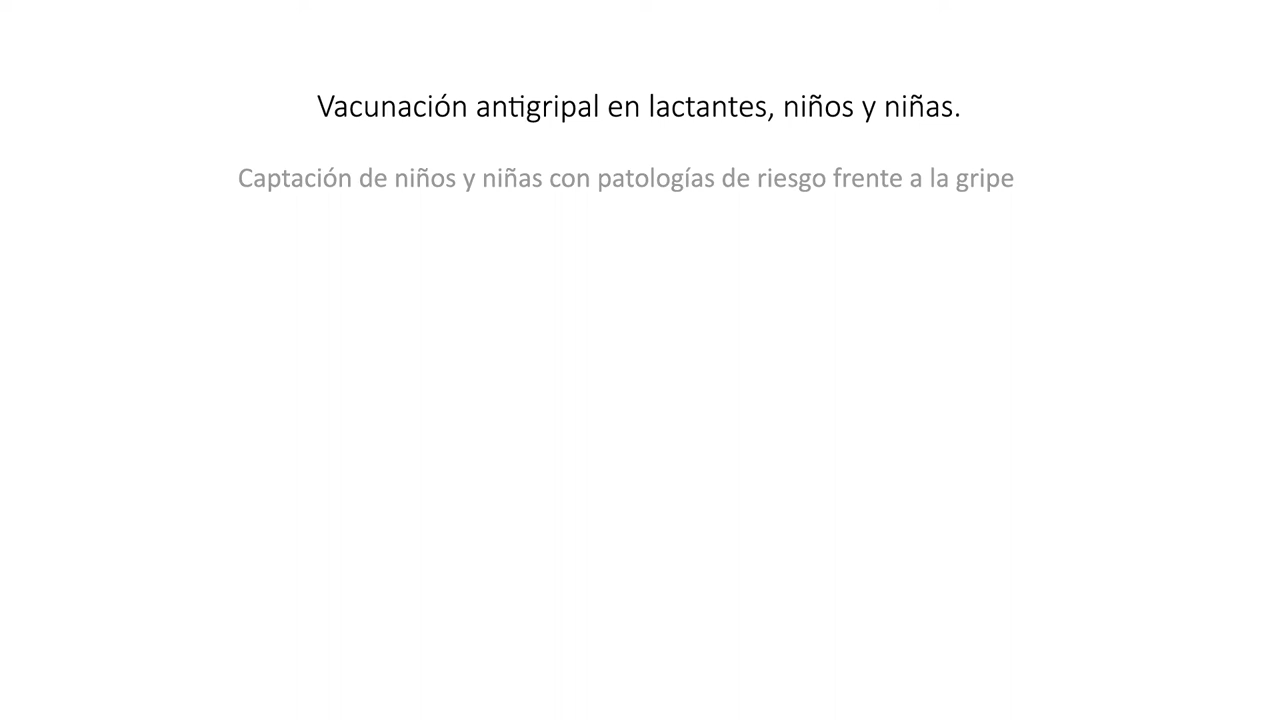 Vacunación antigripal en lactantes, niños y niñas.
Captación de niños y niñas con patologías de riesgo frente a la gripe